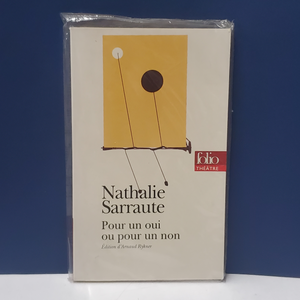 folio
THÉÂTRE
Nathalie
Sarraute
Pour un oui
ou pour un non
Édition d'Arnaud Rykner